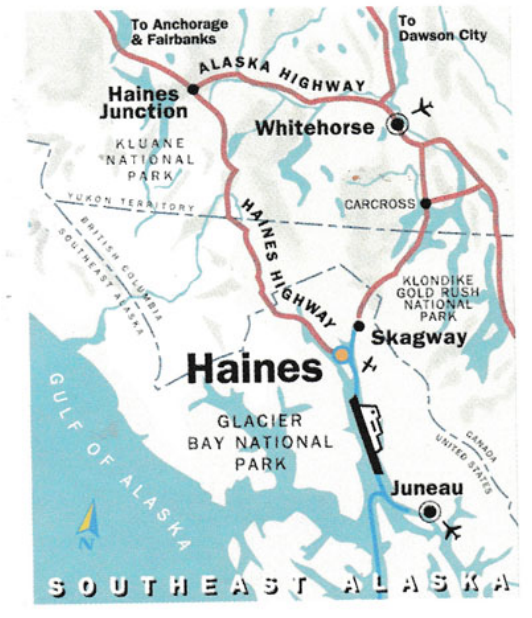 To Anchorage
& Fairbanks
To
Dawson City
ALASKA HIGHWAY
Haines
Junction
Whitehorse
KLUANE
NATIONAL
PARK
YUKON TERRITORY
CARCROSS
BRITISH COLUMBIA
SOUTHEAST ALASKA
HAINES HIGHWAY
KLONDIKE
GOLD RUSH
NATIONAL
PARK
Skagway
Haines
GLACIER
BAY NATIONAL
PARK
GULF OF ALASKA
CANADA
UNITED STATES
Juneau
N
SOUTHEAST ALASKA